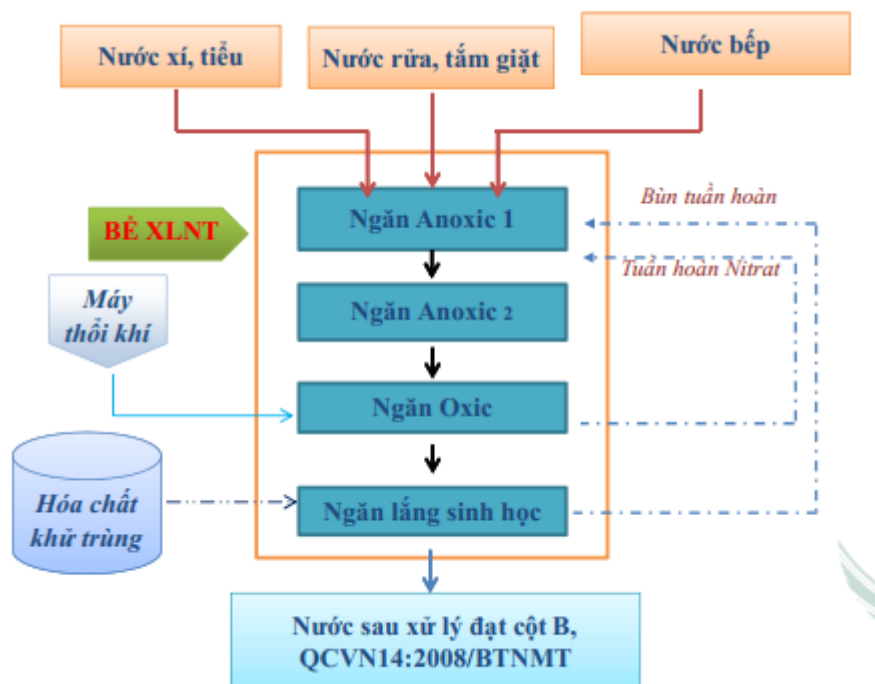 Nước xí, tiểu
Nước rửa, tắm giặt
Nước bếp
BẺ XLNT
Ngăn Anoxic 1
Bùn tuần hoàn
Tuần hoàn Nitrat
Máy
thổi khí
Ngăn Anoxic 2
Ngăn Oxic
Hóa chất
khử trùng
Ngăn lắng sinh học
Nước sau xử lý đạt cột B,
QCVN14:2008/BTNMT